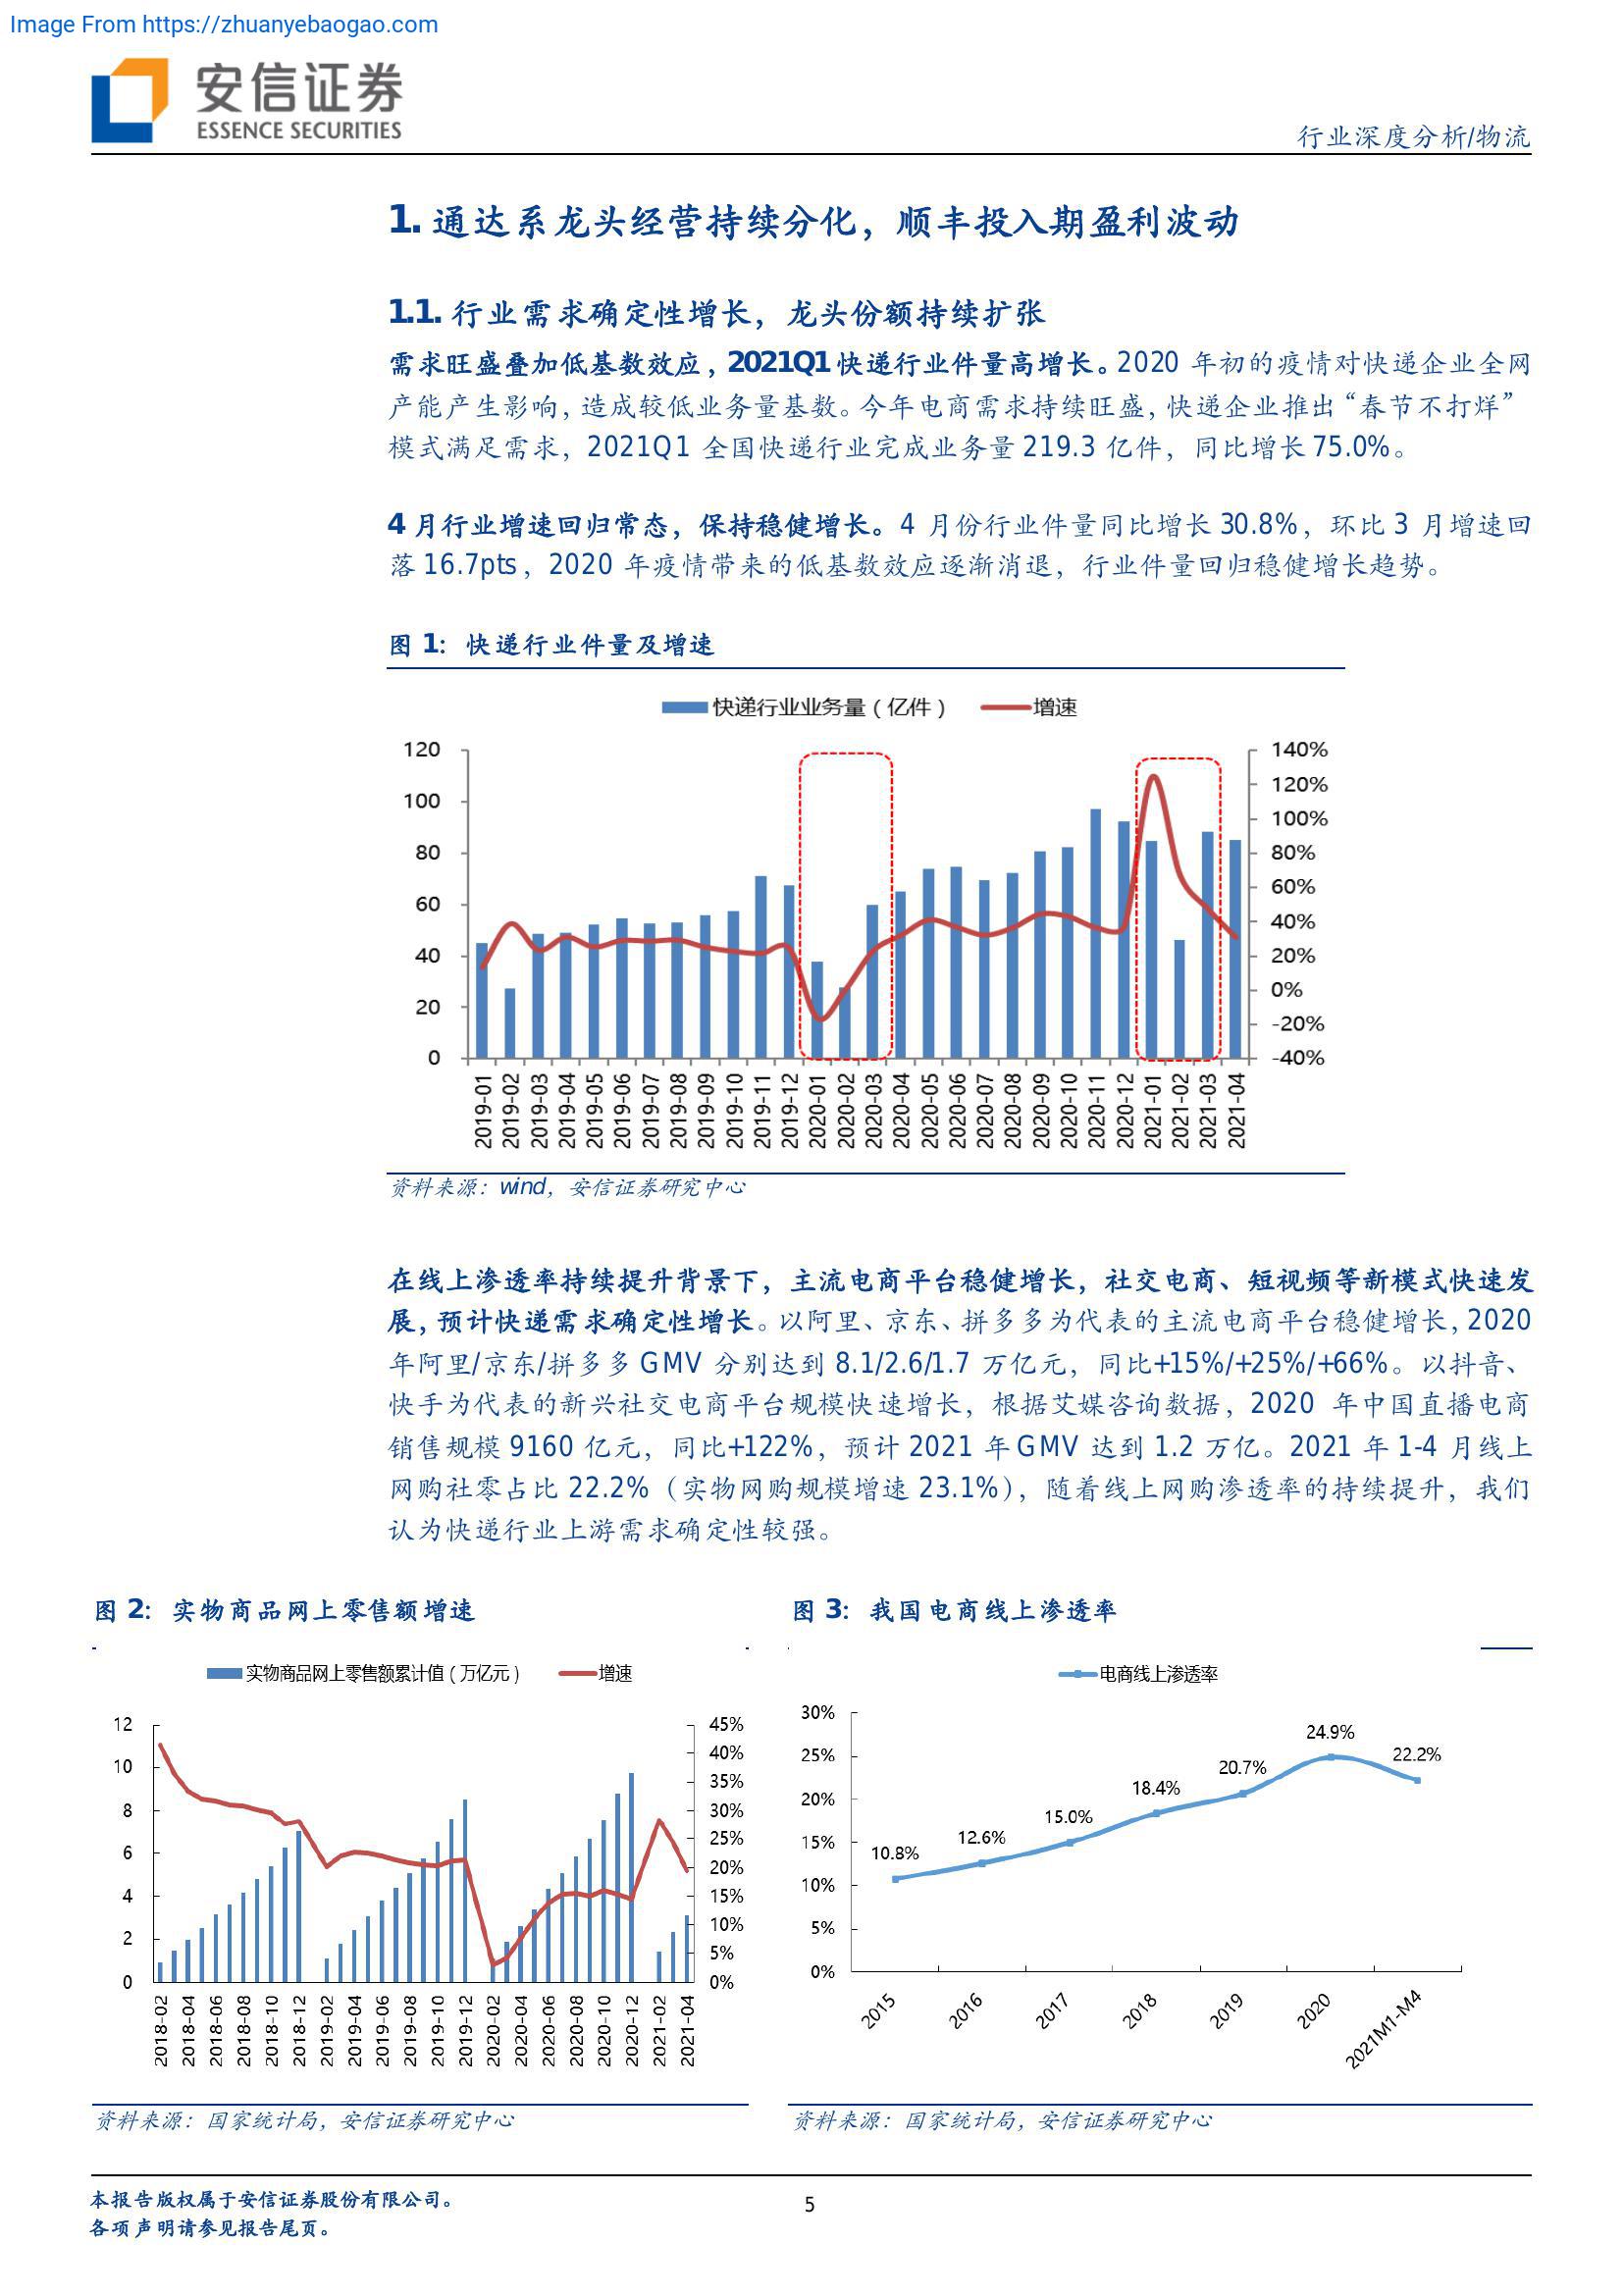 Image From https://zhuanyebaogao.com
安信证券
ESSENCE SECURITIES
行业深度分析/物流
1. 通达系龙头经营持续分化，顺丰投入期盈利波动
1.1. 行业需求确定性增长，龙头份额持续扩张
需求旺盛叠加低基数效应，2021Q1 快递行业件量高增长。2020 年初的疫情对快递企业全网
产能产生影响，造成较低业务量基数。今年电商需求持续旺盛，快递企业推出“春节不打烊”
模式满足需求，2021Q1 全国快递行业完成业务量 219.3 亿件，同比增长 75.0%。
4 月行业增速回归常态，保持稳健增长。4 月份行业件量同比增长 30.8%，环比 3 月增速回
落 16.7pts，2020 年疫情带来的低基数效应逐渐消退，行业件量回归稳健增长趋势。
图 1：快递行业件量及增速
快递行业业务量（亿件） 增速
120 140%
120%
100 100%
80 80%
60%
60 40%
40 20%
0%
20 -20%
0 -40%
2019-01 2019-02 2019-03 2019-04 2019-05 2019-06 2019-07 2019-08 2019-09 2019-10 2019-11 2019-12 2020-01 2020-02 2020-03 2020-04 2020-05 2020-06 2020-07 2020-08 2020-09 2020-10 2020-11 2020-12 2021-01 2021-02 2021-03 2021-04
资料来源：wind，安信证券研究中心
在线上渗透率持续提升背景下，主流电商平台稳健增长，社交电商、短视频等新模式快速发
展，预计快递需求确定性增长。以阿里、京东、拼多多为代表的主流电商平台稳健增长，2020
年阿里/京东/拼多多 GMV 分别达到 8.1/2.6/1.7 万亿元，同比+15%/+25%/+66%。以抖音、
快手为代表的新兴社交电商平台规模快速增长，根据艾媒咨询数据，2020 年中国直播电商
销售规模 9160 亿元，同比+122%，预计 2021 年 GMV 达到 1.2 万亿。2021 年 1-4 月线上
网购社零占比 22.2%（实物网购规模增速 23.1%），随着线上网购渗透率的持续提升，我们
认为快递行业上游需求确定性较强。
图 2：实物商品网上零售额增速
实物商品网上零售额累计值（万亿元） 增速
12 45%
40%
10 35%
8 30%
25%
6 20%
4 15%
10%
2 5%
0 0%
2018-02 2018-04 2018-06 2018-08 2018-10 2018-12 2019-02 2019-04 2019-06 2019-08 2019-10 2019-12 2020-02 2020-04 2020-06 2020-08 2020-10 2020-12 2021-02 2021-04
资料来源：国家统计局，安信证券研究中心
图 3：我国电商线上渗透率
电商线上渗透率
30%
25%
20%
15%
10%
5%
0%
10.8% 12.6% 15.0% 18.4% 20.7% 24.9% 22.2%
2015 2016 2017 2018 2019 2020 2021M1-M4
资料来源：国家统计局，安信证券研究中心
本报告版权属于安信证券股份有限公司。
各项声明请参见报告尾页。
5